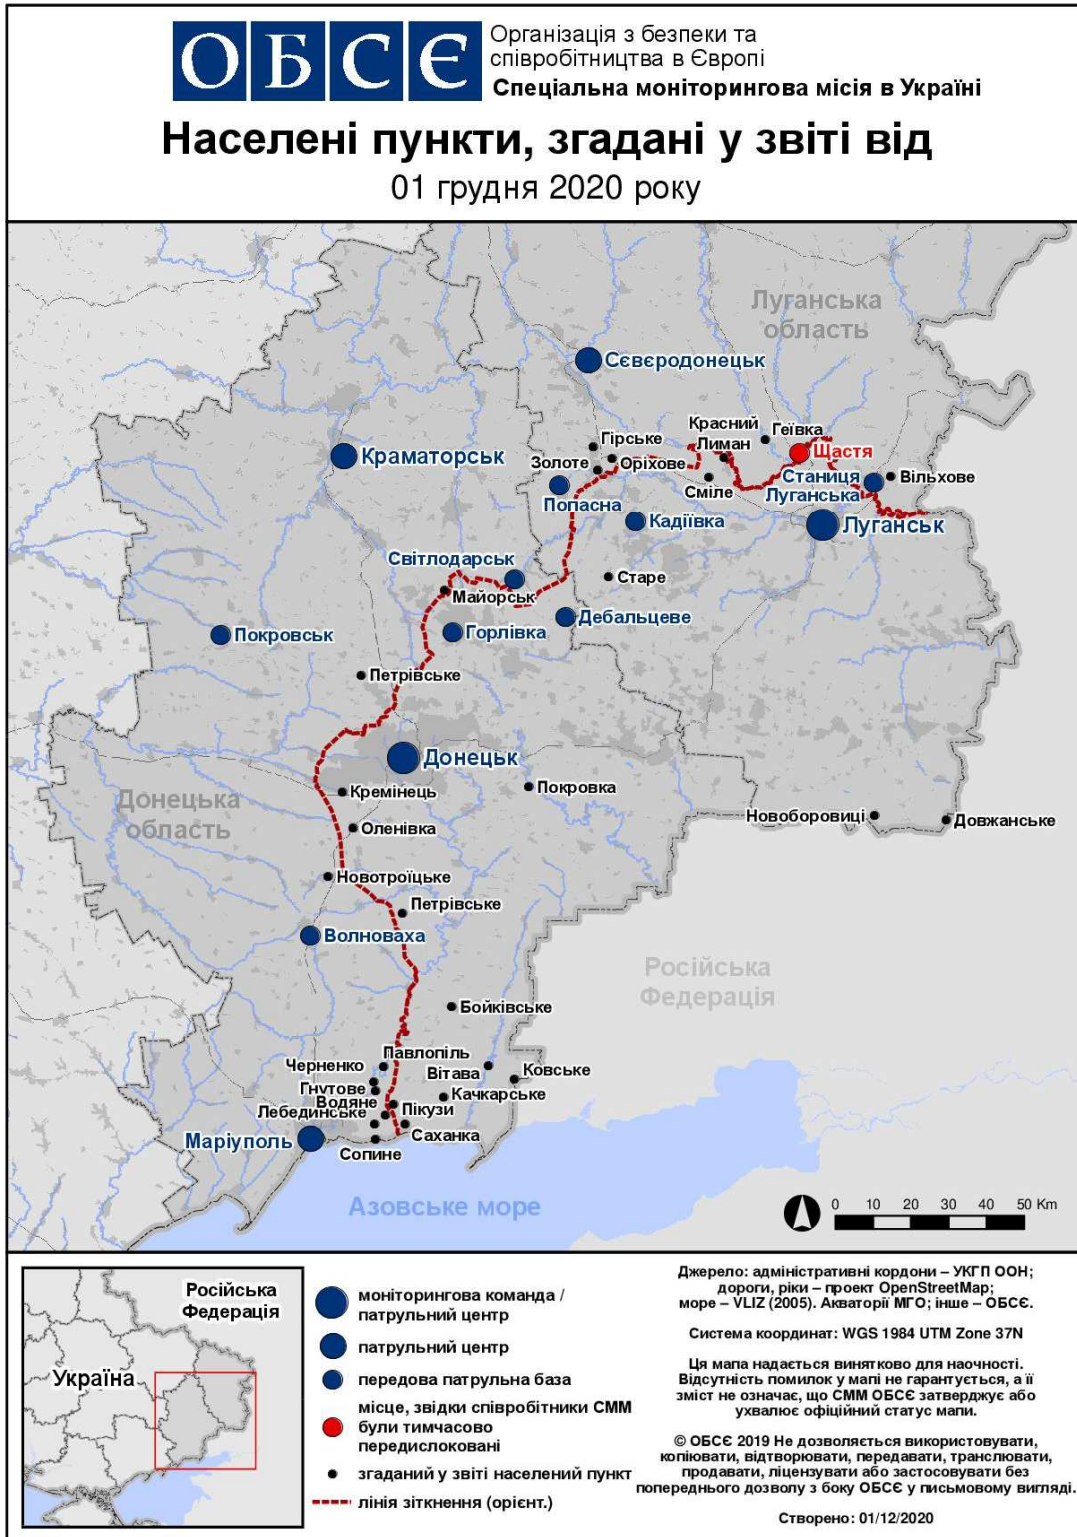 ОБСЄ
Організація з безпеки та
співробітництва в Європі
Спеціальна моніторингова місія в Україні
Населені пункти, згадані у звіті від
01 грудня 2020 року
Луганська
область
Сєвєродонецьк
Краматорськ
Гірське
Золоте
Оріхове
Красний
Лиман
Геївка
Щастя
Сміле
Станиця
Луганська
Вільхове
Попасна
Кадіївка
Луганськ
Світлодарськ
Майорськ
Старе
Дебальцеве
Горлівка
Покровськ
Петрівське
Донецьк
Покровка
Кремінець
Донецька
область
Оленівка
Новоборовиці
Довжанське
Новотроїцьке
Петрівське
Волноваха
Російська
Федерація
Бойківське
Павлопіль
Черненко
Вітава
Ковське
Гнутове
Качкарське
Водяне
Пікузи
Лебединське
Саханка
Маріуполь
Сопине
Азовське море
0 10 20 30 40 50 Km
Російська
Федерація
Україна
моніторингова команда /
патрульний центр
патрульний центр
передова патрульна база
місце, звідки співробітники СММ
були тимчасово
передислоковані
згаданий у звіті населений пункт
лінія зіткнення (орієнт.)
Джерело: адміністративні кордони – УКГП ООН;
дороги, ріки – проект OpenStreetMap;
море – VLIZ (2005). Акваторії МГО; інше – ОБСЄ.
Система координат: WGS 1984 UTM Zone 37N
Ця мапа надається винятково для наочності.
Відсутність помилок у мапі не гарантується, а її
зміст не означає, що СММ ОБСЄ затверджує або
ухвалює офіційний статус мапи.
© ОБСЄ 2019 Не дозволяється використовувати,
копіювати, відтворювати, передавати, транслювати,
продавати, ліцензувати або застосовувати без
попереднього дозволу з боку ОБСЄ у письмовому вигляді.
Створено: 01/12/2020